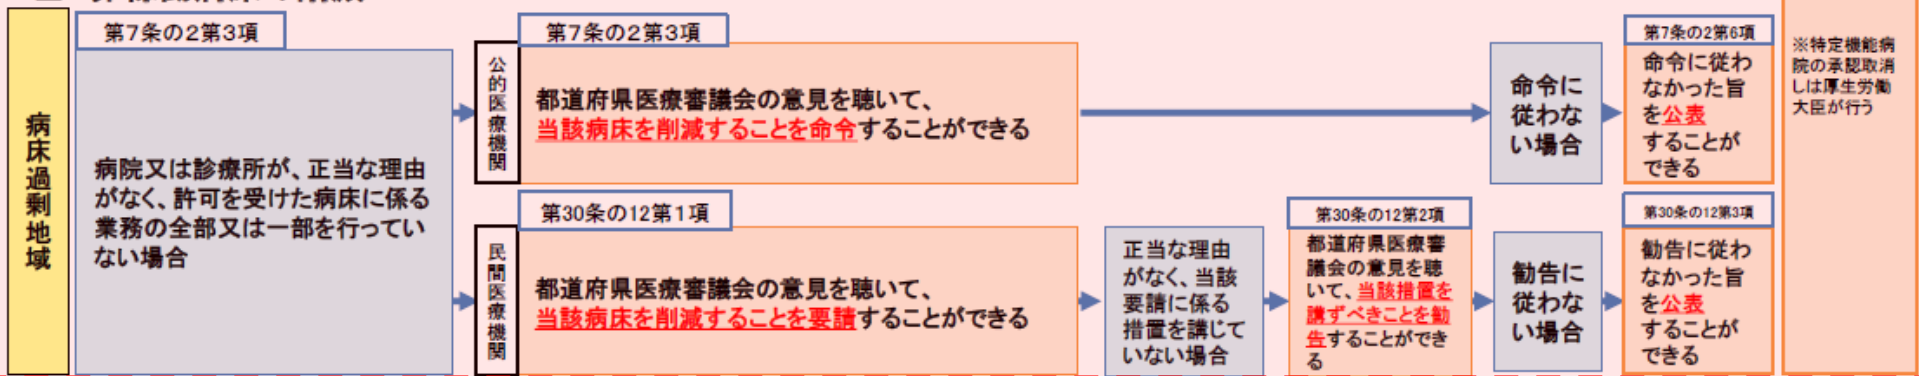 病床過剰地域
第7条の2第3項
病院又は診療所が、正当な理由
がなく、許可を受けた病床に係る
業務の全部又は一部を行ってい
ない場合
公的医療機関
第7条の2第3項
都道府県医療審議会の意見を聴いて、
当該病床を削減することを命令することができる
命令に
従わな
い場合
第7条の2第6項
命令に従わ
なかった旨
を公表
することが
できる
民間医療機関
第30条の12第1項
都道府県医療審議会の意見を聴いて、
当該病床を削減することを要請することができる
正当な理由
がなく、当該
要請に係る
措置を講じて
いない場合
第30条の12第2項
都道府県医療審
議会の意見を聴
いて、当該措置を
講ずべきことを勧
告することができ
る
勧告に
従わな
い場合
第30条の12第3項
勧告に従わ
なかった旨
を公表
することが
できる
※特定機能病
院の承認取消
しは厚生労働
大臣が行う